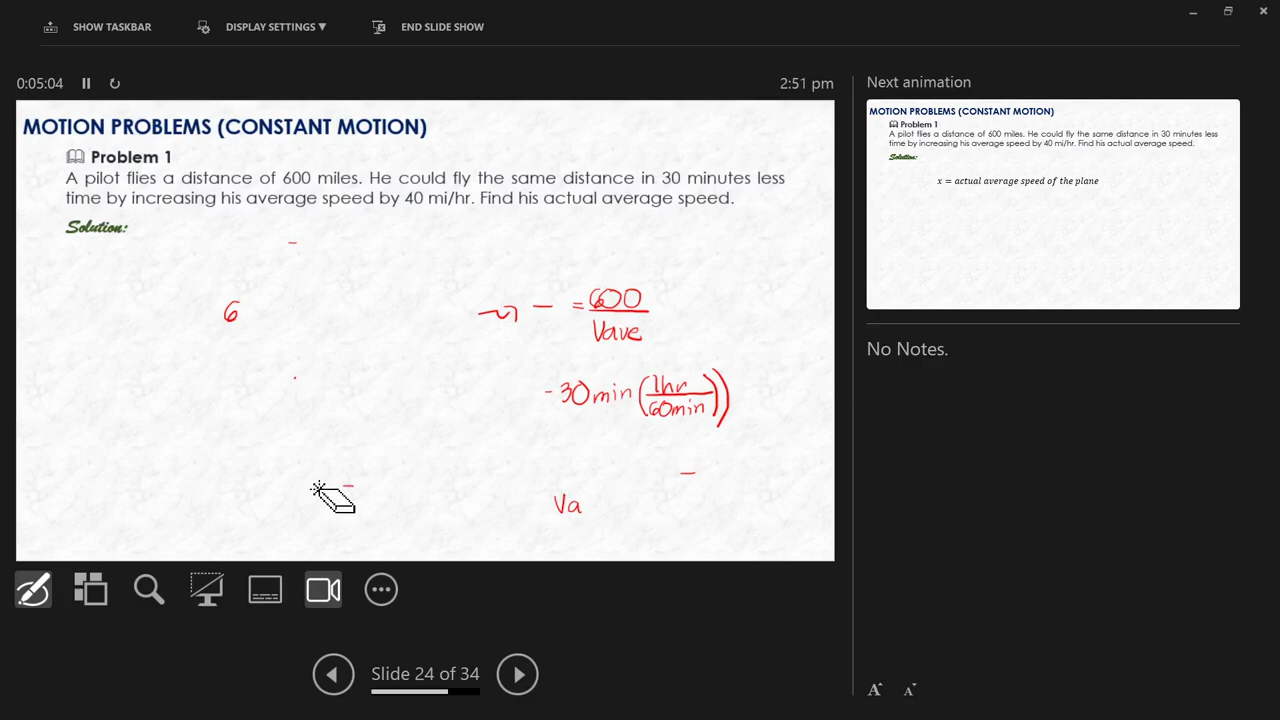 SHOW TASKBAR DISPLAY SETTINGS ▼ END SLIDE SHOW
0:05:04 2:51 pm
MOTION PROBLEMS (CONSTANT MOTION)
Problem 1
A pilot flies a distance of 600 miles. He could fly the same distance in 30 minutes less
time by increasing his average speed by 40 mi/hr. Find his actual average speed.
Solution:
6
= 600
Vave
- 30min (1hr
60min))
Va
Slide 24 of 34
Next animation
MOTION PROBLEMS (CONSTANT MOTION)
Problem 1
A pilot flies a distance of 600 miles. He could fly the same distance in 30 minutes less
time by increasing his average speed by 40 mi/hr. Find his actual average speed.
Solution:
x = actual average speed of the plane
No Notes.
A A